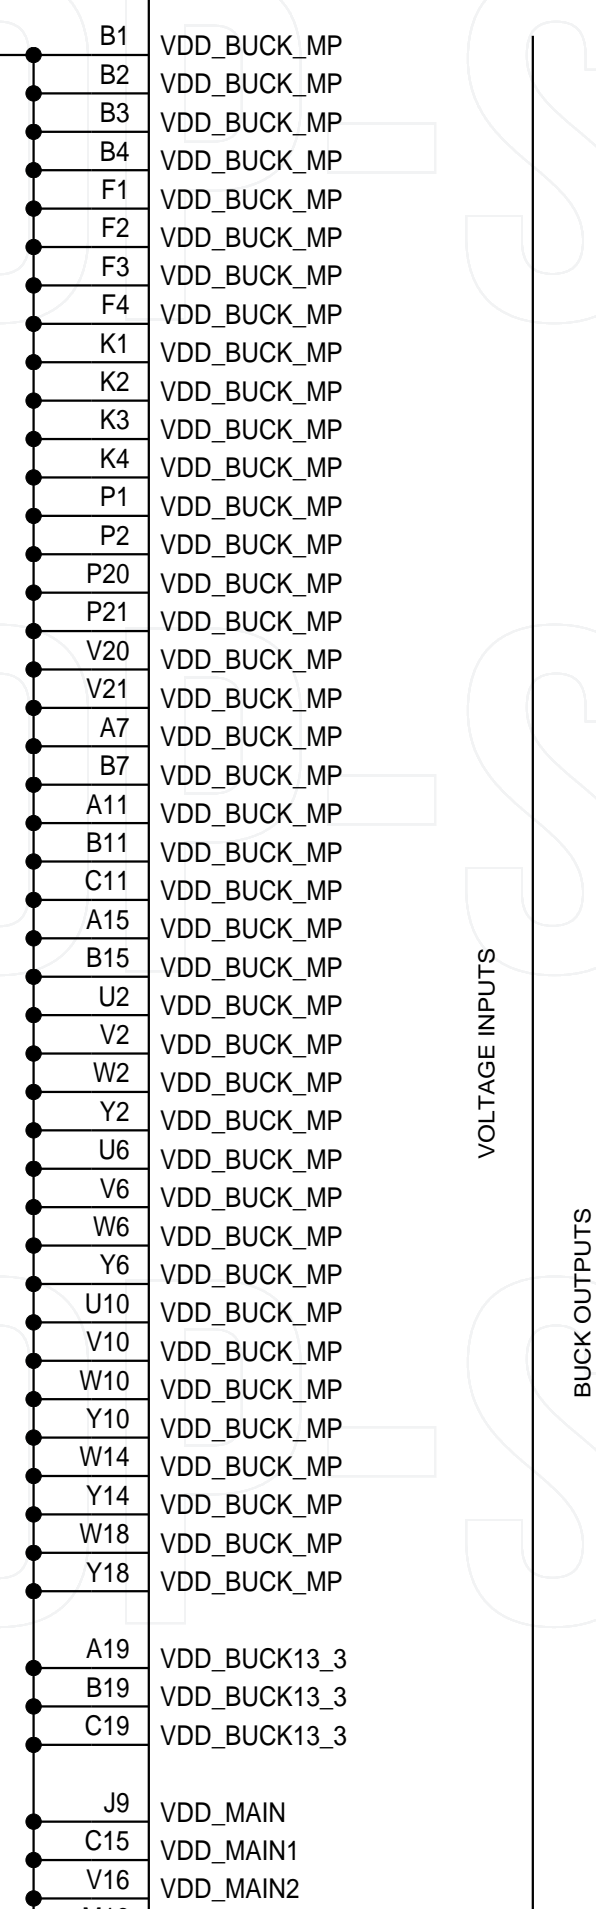 B1 VDD_BUCK_MP
B2 VDD_BUCK_MP
B3 VDD_BUCK_MP
B4 VDD_BUCK_MP
F1 VDD_BUCK_MP
F2 VDD_BUCK_MP
F3 VDD_BUCK_MP
F4 VDD_BUCK_MP
K1 VDD_BUCK_MP
K2 VDD_BUCK_MP
K3 VDD_BUCK_MP
K4 VDD_BUCK_MP
P1 VDD_BUCK_MP
P2 VDD_BUCK_MP
P20 VDD_BUCK_MP
P21 VDD_BUCK_MP
V20 VDD_BUCK_MP
V21 VDD_BUCK_MP
A7 VDD_BUCK_MP
B7 VDD_BUCK_MP
A11 VDD_BUCK_MP
B11 VDD_BUCK_MP
C11 VDD_BUCK_MP
A15 VDD_BUCK_MP
B15 VDD_BUCK_MP
U2 VDD_BUCK_MP
V2 VDD_BUCK_MP
W2 VDD_BUCK_MP
Y2 VDD_BUCK_MP
U6 VDD_BUCK_MP
V6 VDD_BUCK_MP
W6 VDD_BUCK_MP
Y6 VDD_BUCK_MP
U10 VDD_BUCK_MP
V10 VDD_BUCK_MP
W10 VDD_BUCK_MP
Y10 VDD_BUCK_MP
W14 VDD_BUCK_MP
Y14 VDD_BUCK_MP
W18 VDD_BUCK_MP
Y18 VDD_BUCK_MP
A19 VDD_BUCK13_3
B19 VDD_BUCK13_3
C19 VDD_BUCK13_3
J9 VDD_MAIN
C15 VDD_MAIN1
V16 VDD_MAIN2
VOLTAGE INPUTS
BUCK OUTPUTS